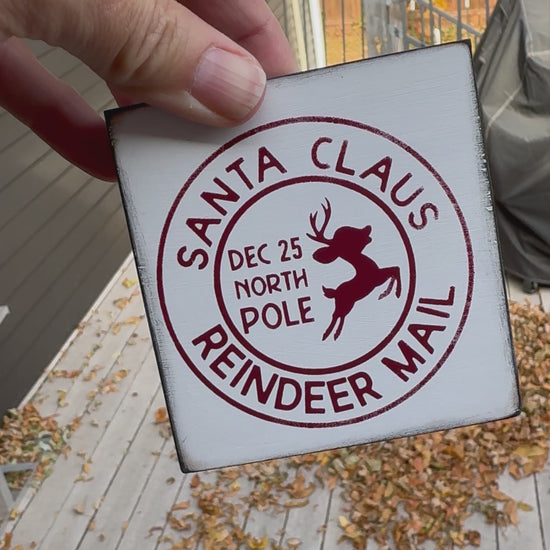 SANTA CLAUS
DEC 25
NORTH
POLE
REINDEER MAIL